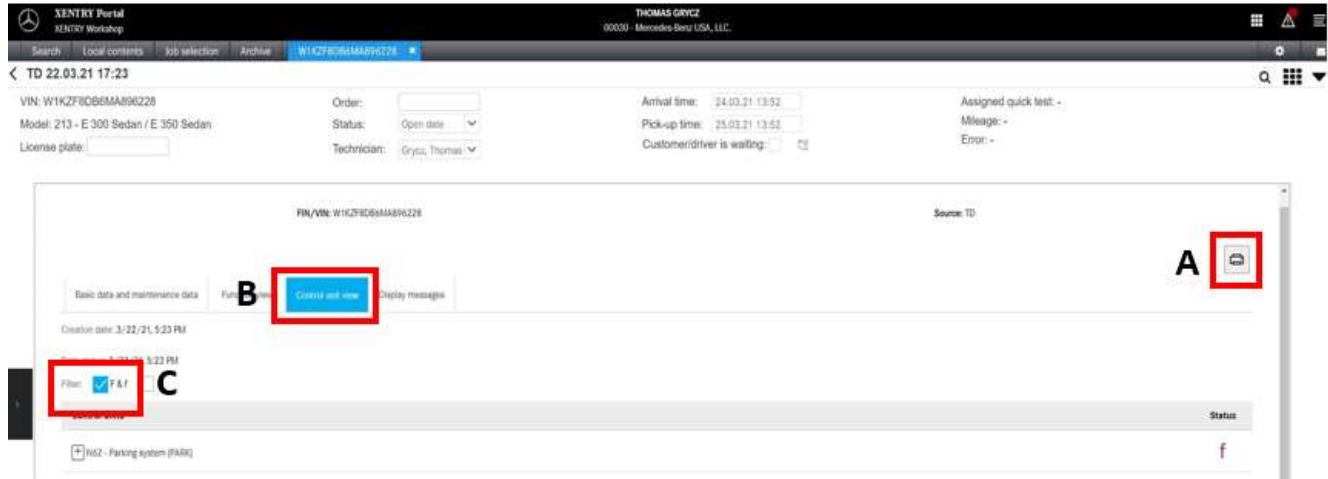 XENTRY Portal
XENTRY Workshop
THOMAS GRYCZ
00030 - Mercedes-Benz USA, LLC.
Search Local contents Job selection Archive W1KZF8DB6MA896228
TD 22.03.21 17:23
VIN: W1KZF8DB6MA896228
Order:
Arrival time: 24.03.21 13:52
Assigned quick test: -
Model: 213 - E 300 Sedan / E 350 Sedan
Status: Open date
Pick-up time: 25.03.21 13:52
Mileage: -
License plate:
Technician: Grycz, Thomas
Customer/driver is waiting:
Error: -
FIN/VIN: W1KZF8DB6MA896228
Source: TD
A
B
Basic data and maintenance data
Control unit view
Display messages
Creation date: 3/22/21, 5:23 PM
5:23 PM
Filter: F & f
C
Status
N62 - Parking system (PARK)
f